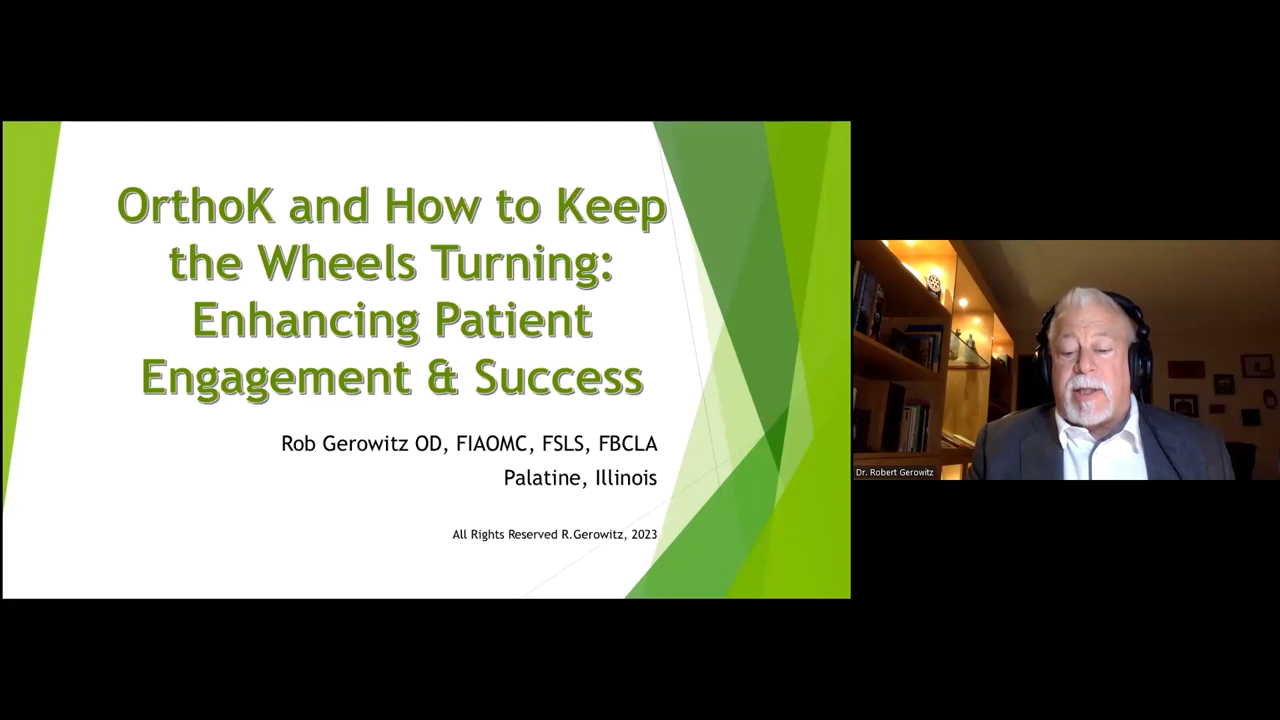 OrthoK and How to Keep
the Wheels Turning:
Enhancing Patient
Engagement & Success
Rob Gerowitz OD, FIAOMC, FSLS, FBCLA
Palatine, Illinois
All Rights Reserved R.Gerowitz, 2023
Dr. Robert Gerowitz